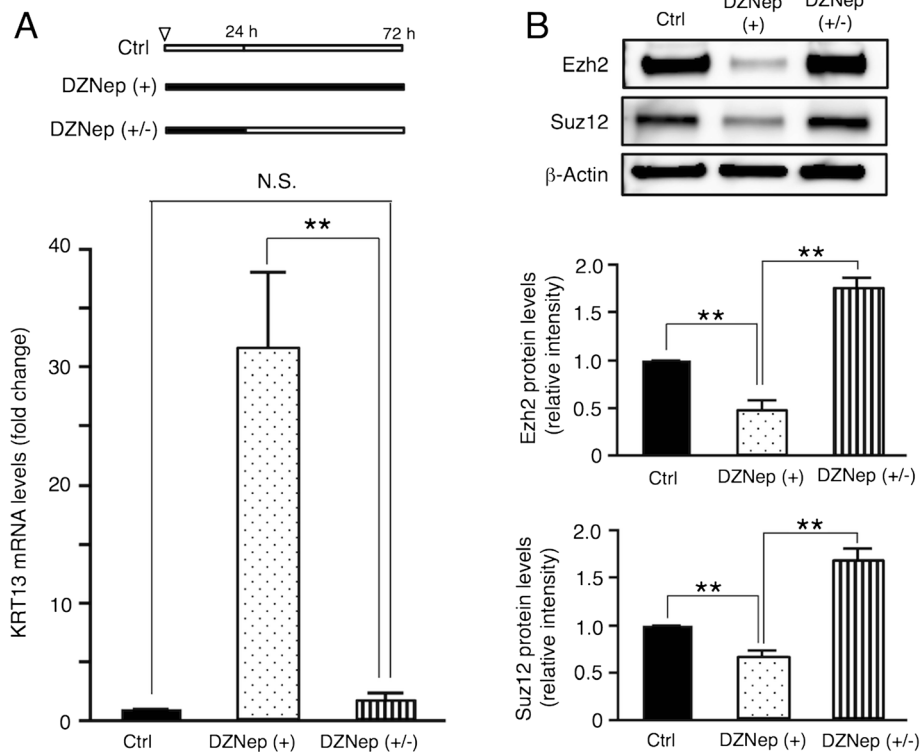 A
24 h
72 h
Ctrl
DZNep (+)
DZNep (+/-)
N.S.
**
KRT13 mRNA levels (fold change)
40
30
20
10
0
Ctrl
DZNep (+)
DZNep (+/-)
B
Ctrl
DZNep
(+)
DZNep
(+/-)
Ezh2
Suz12
β-Actin
Ezh2 protein levels
(relative intensity)
2.0
1.5
1.0
0.5
0
**
**
Ctrl
DZNep (+)
DZNep (+/-)
Suz12 protein levels
(relative intensity)
2.0
1.5
1.0
0.5
0
**
**
Ctrl
DZNep (+)
DZNep (+/-)